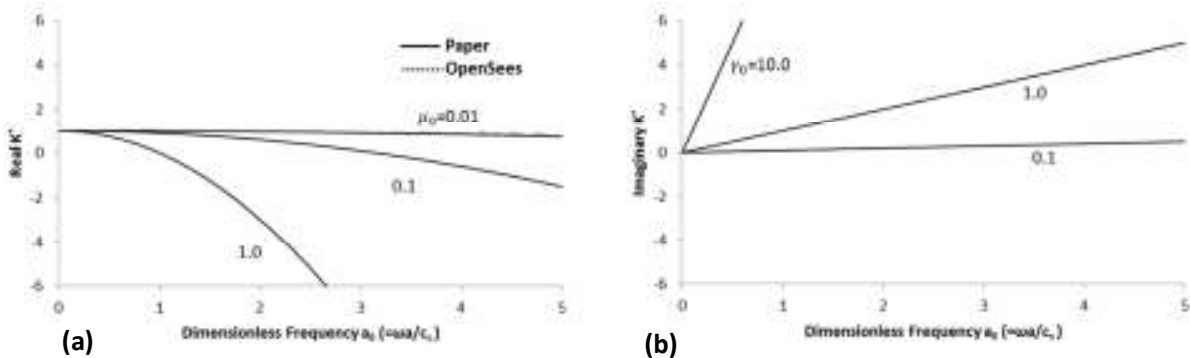 6
4
2
0
-2
-4
-6
Real K*
Paper
OpenSees
μ₀=0.01
0.1
1.0
0 1 2 3 4 5
Dimensionless Frequency a₀ (=ωa/cₛ)
(a)
6
4
2
0
-2
-4
-6
Imaginary K*
γ₀=10.0
1.0
0.1
0 1 2 3 4 5
Dimensionless Frequency a₀ (=ωa/cₛ)
(b)